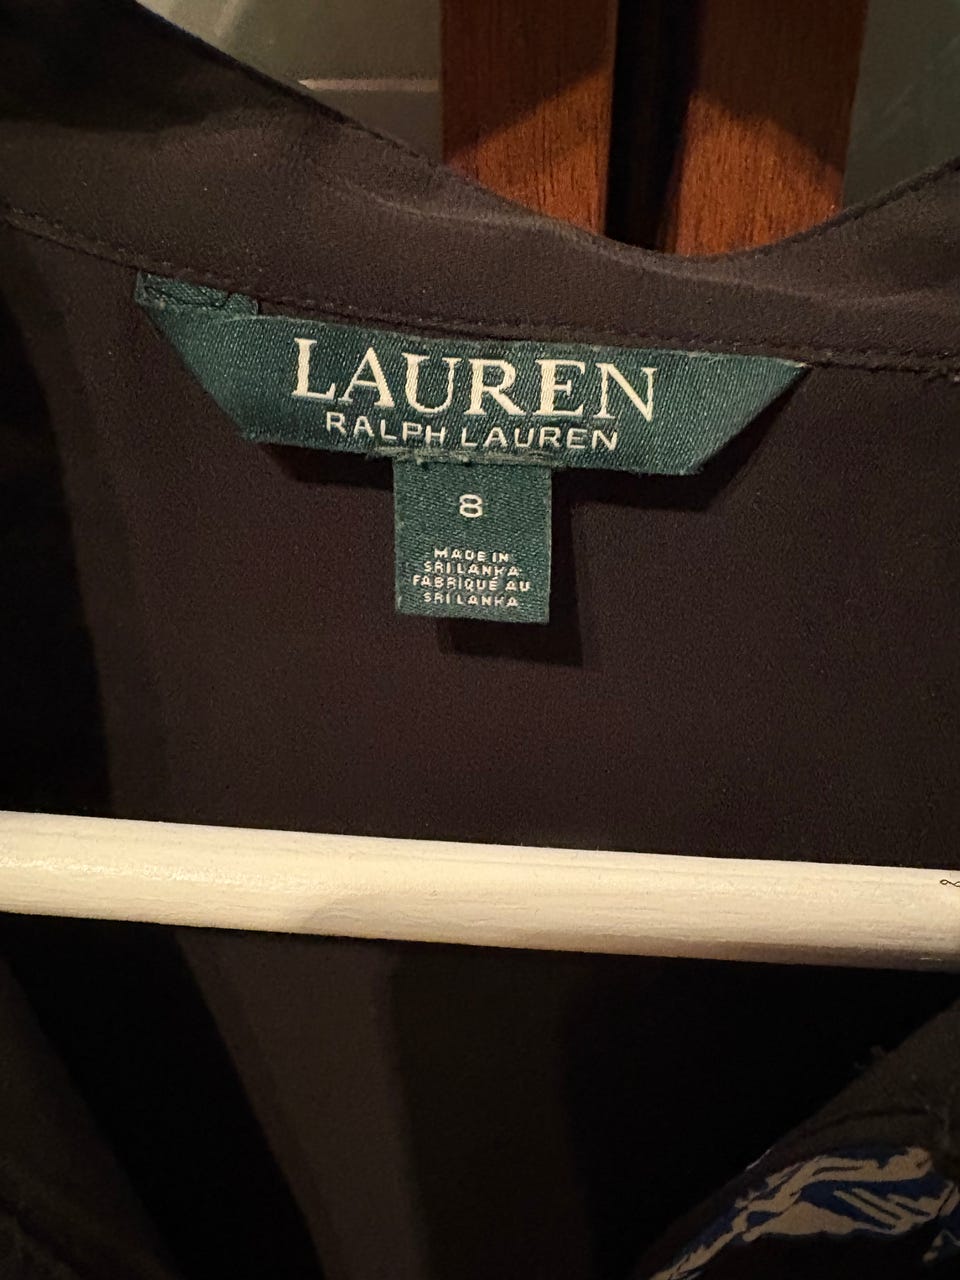 LAUREN
RALPH LAUREN
8
MADE IN
SRI LANKA
FABRIQUÉ AU
SRI LANKA